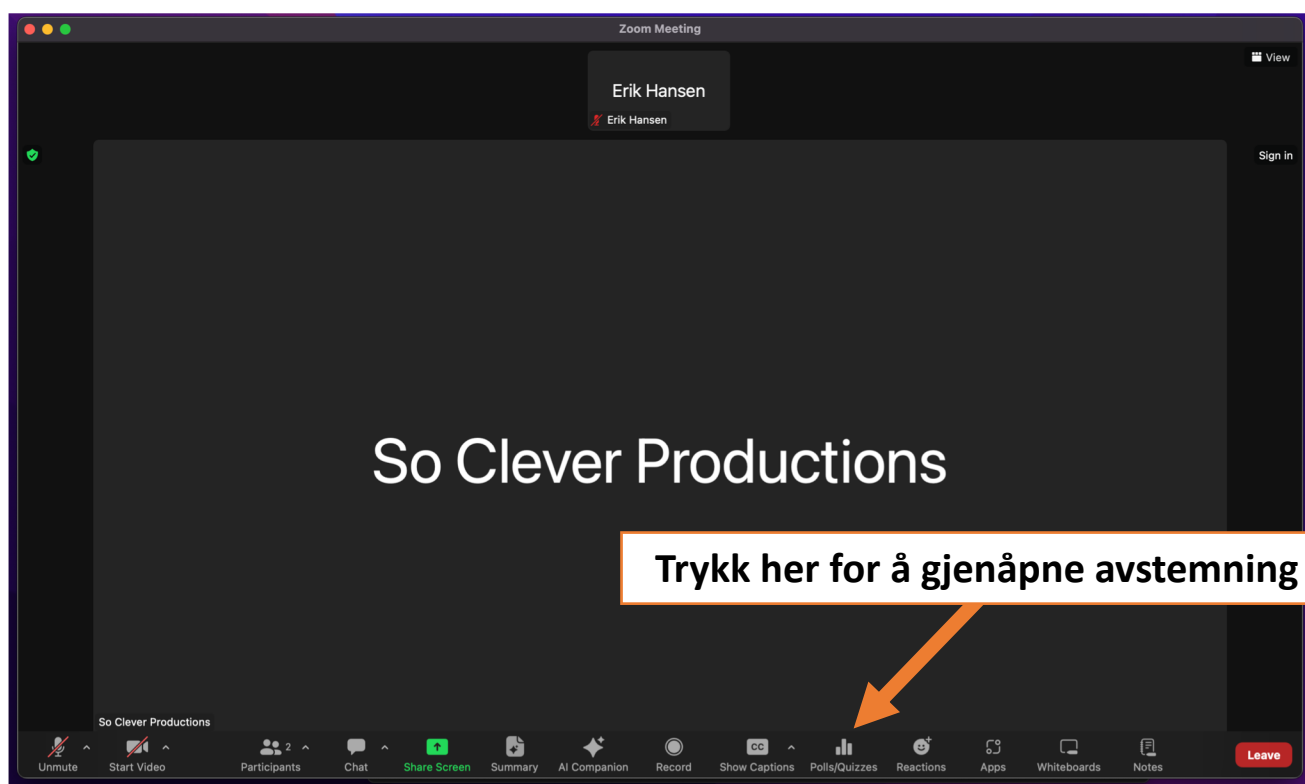 Zoom Meeting
View
Erik Hansen
Erik Hansen
Sign in
So Clever Productions
Trykk her for å gjenåpne avstemning
So Clever Productions
2
CC
Unmute Start Video Participants Chat Share Screen Summary AI Companion Record Show Captions Polls/Quizzes Reactions Apps Whiteboards Notes Leave